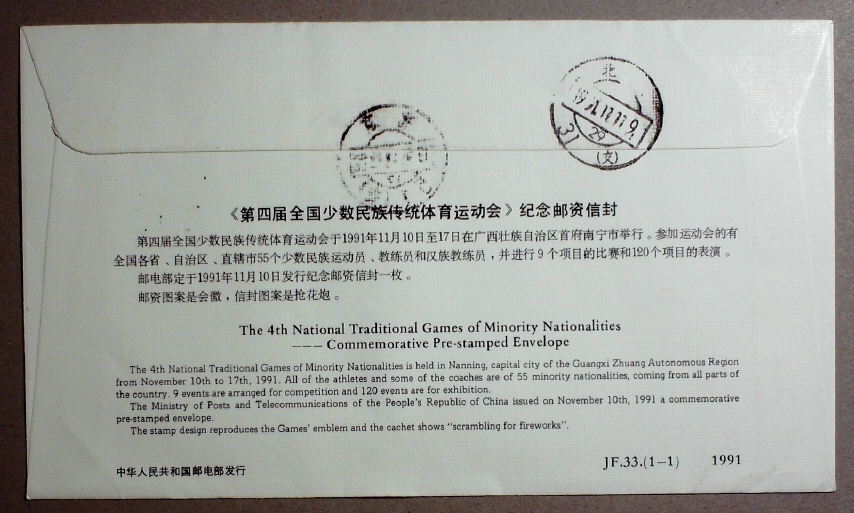 北
31
29
(支)
《第四届全国少数民族传统体育运动会》纪念邮资信封
第四届全国少数民族传统体育运动会于1991年11月10日至17日在广西壮族自治区首府南宁市举行。参加运动会的有
全国各省、自治区、直辖市55个少数民族运动员、教练员和汉族教练员,并进行9个项目的比赛和120个项目的表演。
邮电部定于1991年11月10日发行纪念邮资信封一枚。
邮资图案是会徽,信封图案是抢花炮。
The 4th National Traditional Games of Minority Nationalities
——— Commemorative Pre-stamped Envelope
The 4th National Traditional Games of Minority Nationalities is held in Nanning, capital city of the Guangxi Zhuang Autonomous Region
from November 10th to 17th, 1991. All of the athletes and some of the coaches are of 55 minority nationalities, coming from all parts of
the country. 9 events are arranged for competition and 120 events are for exhibition.
The Ministry of Posts and Telecommunications of the People's Republic of China issued on November 10th, 1991 a commemorative
pre-stamped envelope.
The stamp design reproduces the Games' emblem and the cachet shows "scrambling for fireworks".
中华人民共和国邮电部发行
JF.33.(1-1) 1991